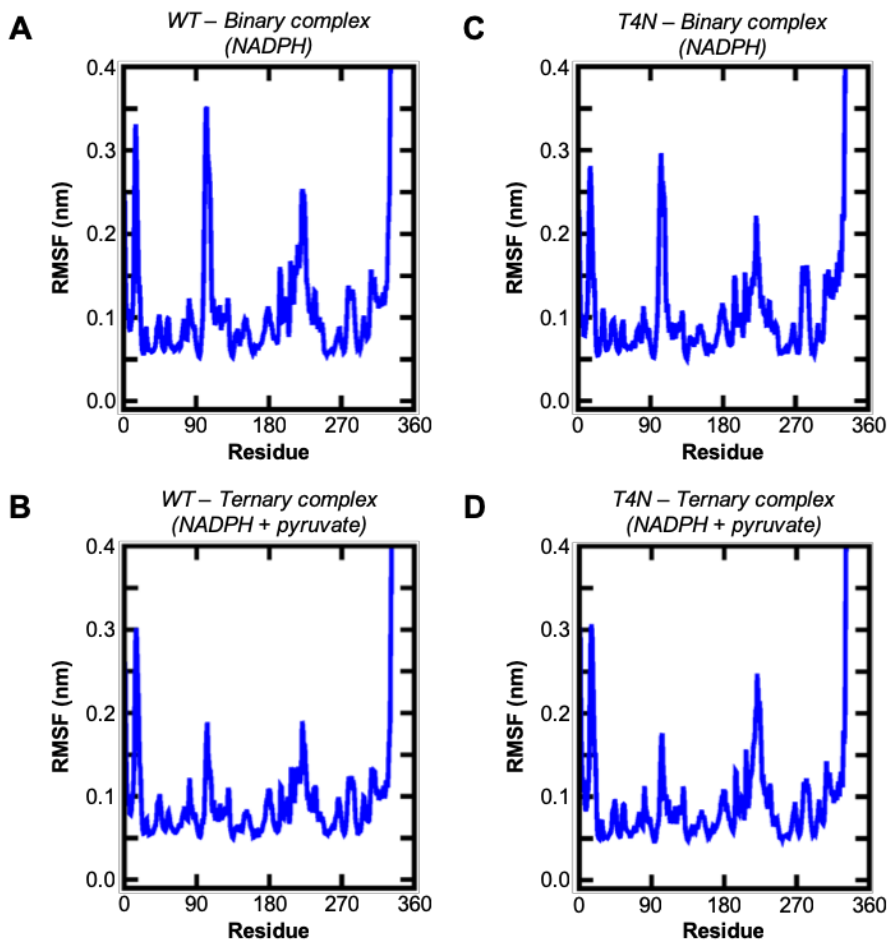 A
WT – Binary complex
(NADPH)
0.4
0.3
0.2
0.1
0.0
RMSF (nm)
0 90 180 270 360
Residue
C
T4N – Binary complex
(NADPH)
0.4
0.3
0.2
0.1
0.0
RMSF (nm)
0 90 180 270 360
Residue
B
WT – Ternary complex
(NADPH + pyruvate)
0.4
0.3
0.2
0.1
0.0
RMSF (nm)
0 90 180 270 360
Residue
D
T4N – Ternary complex
(NADPH + pyruvate)
0.4
0.3
0.2
0.1
0.0
RMSF (nm)
0 90 180 270 360
Residue